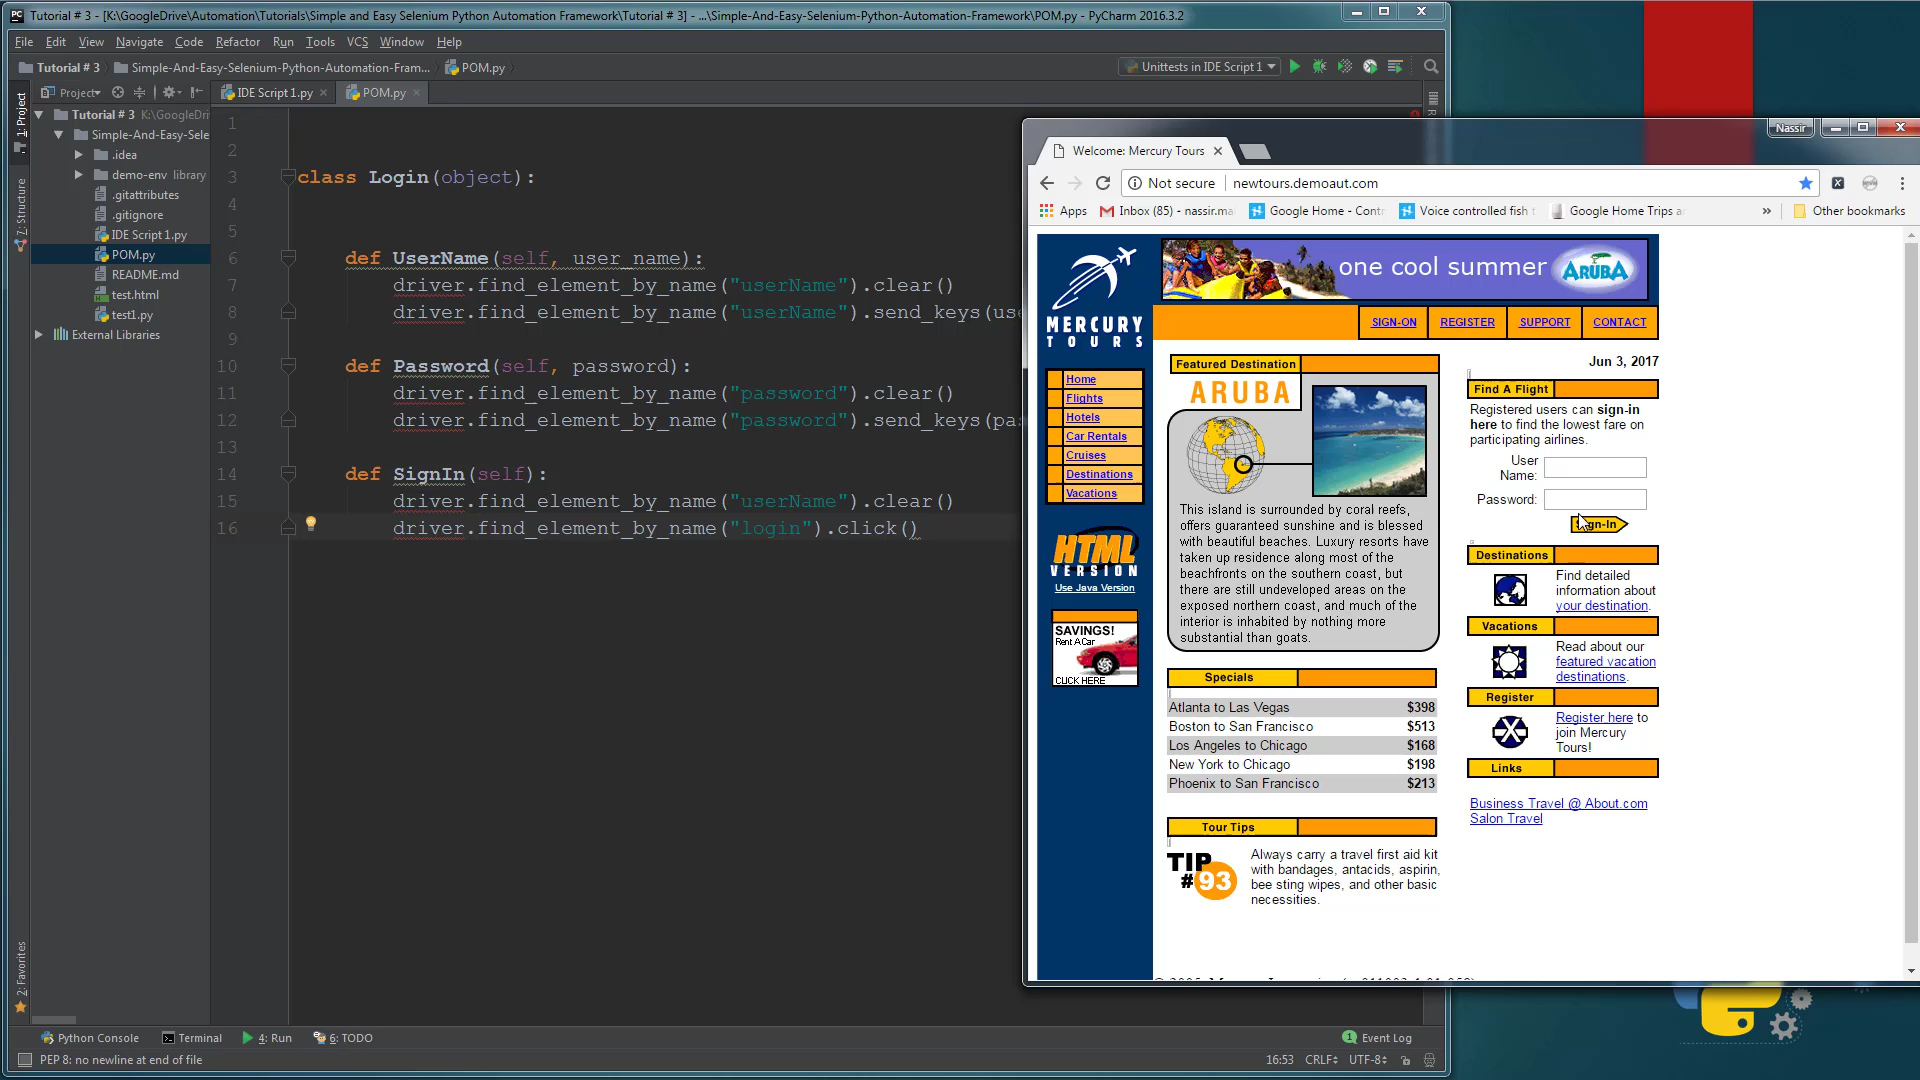 Tutorial # 3 - [K:\GoogleDrive\Automation\Tutorials\Simple and Easy Selenium Python Automation Framework\Tutorial # 3] - ...\Simple-And-Easy-Selenium-Python-Automation-Framework\POM.py - PyCharm 2016.3.2
File Edit View Navigate Code Refactor Run Tools VCS Window Help
Tutorial # 3 Simple-And-Easy-Selenium-Python-Automation-Fram... POM.py
Unittests in IDE Script 1
Project
IDE Script 1.py
POM.py
1: Project
7: Structure
2: Favorites
Tutorial # 3 K:\GoogleDri
Simple-And-Easy-Sele
.idea
demo-env library
.gitattributes
.gitignore
IDE Script 1.py
POM.py
README.md
test.html
test1.py
External Libraries
1
2
3 class Login(object):
4
5
6 def UserName(self, user_name):
7 driver.find_element_by_name("userName").clear()
8 driver.find_element_by_name("userName").send_keys(use
9
10 def Password(self, password):
11 driver.find_element_by_name("password").clear()
12 driver.find_element_by_name("password").send_keys(pas
13
14 def SignIn(self):
15 driver.find_element_by_name("userName").clear()
16 driver.find_element_by_name("login").click()
Python Console Terminal 4: Run 6: TODO
Event Log
PEP 8: no newline at end of file
16:53 CRLF UTF-8
Nassir
Welcome: Mercury Tours
Not secure newtours.demoaut.com
Apps Inbox (85) - nassir.ma Google Home - Contr Voice controlled fish t Google Home Trips ar » Other bookmarks
MERCURY
TOURS
one cool summer ARUBA
SIGN-ON REGISTER SUPPORT CONTACT
Home
Flights
Hotels
Car Rentals
Cruises
Destinations
Vacations
HTML
VERSION
Use Java Version
SAVINGS!
Rent A Car
CLICK HERE
Featured Destination
ARUBA
This island is surrounded by coral reefs,
offers guaranteed sunshine and is blessed
with beautiful beaches. Luxury resorts have
taken up residence along most of the
beachfronts on the southern coast, but
there are still undeveloped areas on the
exposed northern coast, and much of the
interior is inhabited by nothing more
substantial than goats.
Specials
Atlanta to Las Vegas $398
Boston to San Francisco $513
Los Angeles to Chicago $168
New York to Chicago $198
Phoenix to San Francisco $213
Tour Tips
TIP
#93
Always carry a travel first aid kit
with bandages, antacids, aspirin,
bee sting wipes, and other basic
necessities.
Jun 3, 2017
Find A Flight
Registered users can sign-in
here to find the lowest fare on
participating airlines.
User
Name:
Password:
Destinations
Find detailed
information about
your destination.
Vacations
Read about our
featured vacation
destinations.
Register
Register here to
join Mercury
Tours!
Links
Business Travel @ About.com
Salon Travel